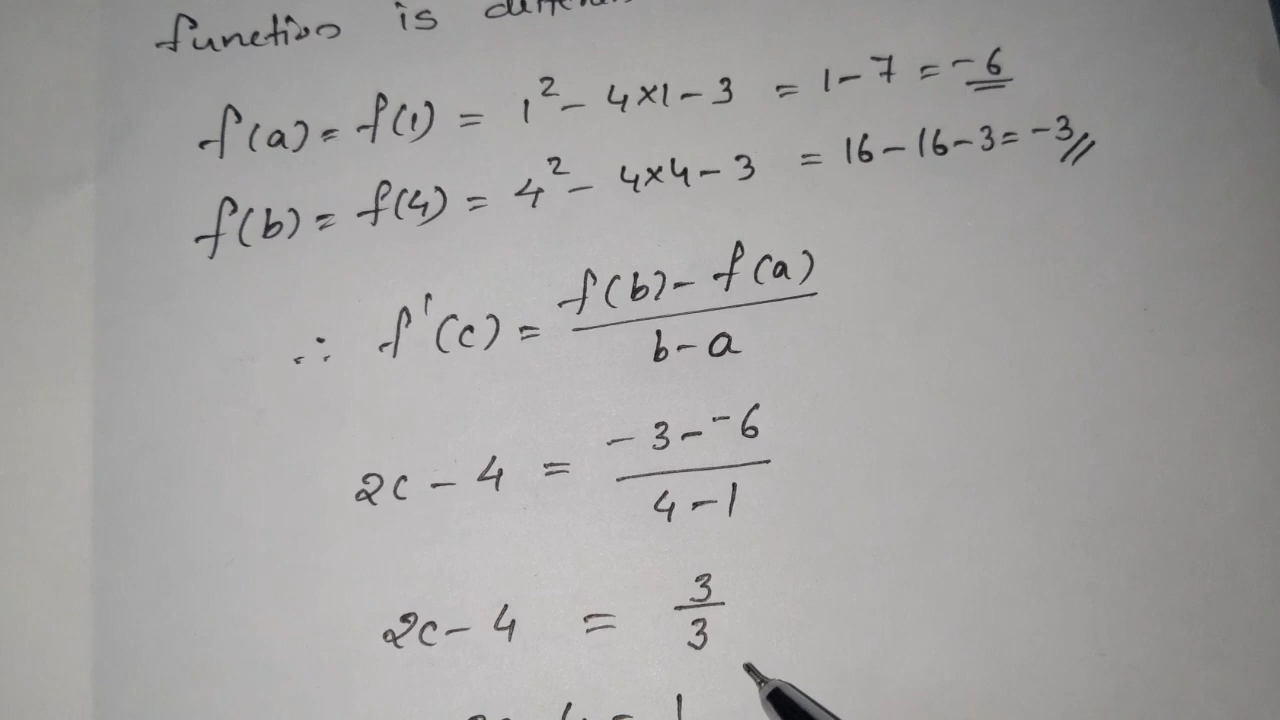 function is
f(a) = f(1) = 1² - 4×1 - 3 = 1 - 7 = -6
f(b) = f(4) = 4² - 4×4 - 3 = 16 - 16 - 3 = -3 //
∴ f'(c) = f(b) - f(a) / b - a
2c - 4 = -3 - -6 / 4 - 1
2c - 4 = 3 / 3
= 1